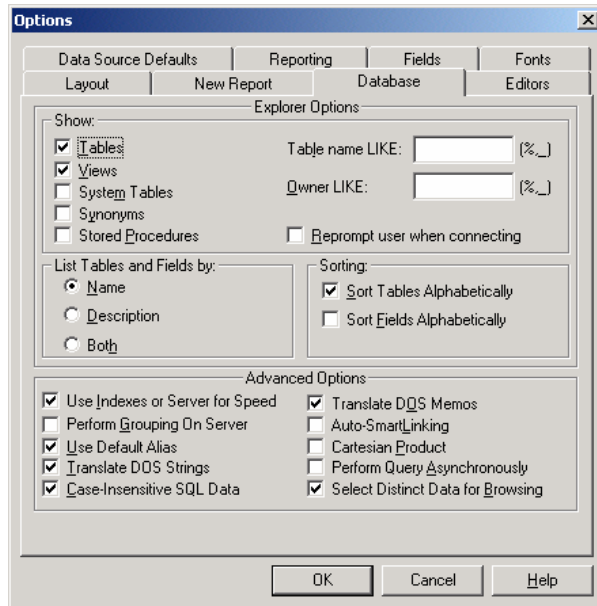 Options
Data Source Defaults Reporting Fields Fonts
Layout New Report Database Editors
Explorer Options
Show:
Tables Table name LIKE: (%,_)
Views
System Tables Owner LIKE: (%,_)
Synonyms
Stored Procedures Reprompt user when connecting
List Tables and Fields by: Sorting:
Name Sort Tables Alphabetically
Description Sort Fields Alphabetically
Both
Advanced Options
Use Indexes or Server for Speed Translate DOS Memos
Perform Grouping On Server Auto-SmartLinking
Use Default Alias Cartesian Product
Translate DOS Strings Perform Query Asynchronously
Case-Insensitive SQL Data Select Distinct Data for Browsing
OK Cancel Help